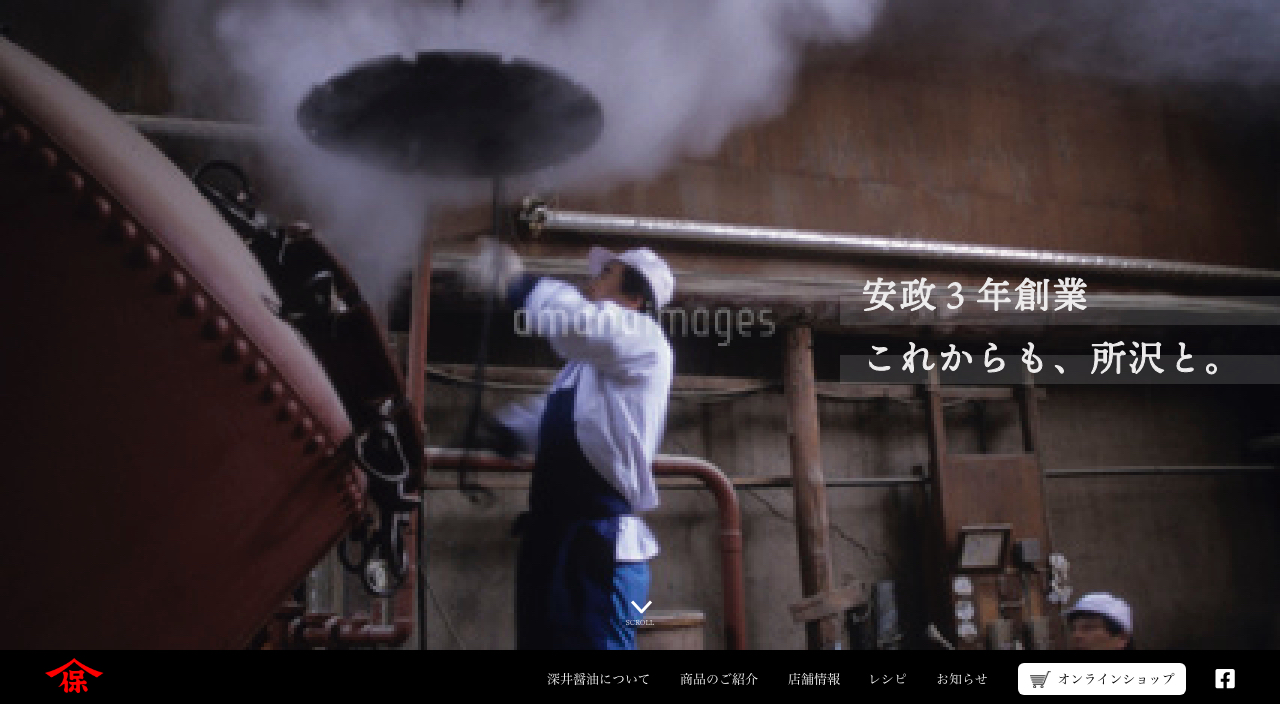 安政３年創業
amana images
これからも、所沢と。
SCROLL
保
深井醤油について
商品のご紹介
店舗情報
レシピ
お知らせ
オンラインショップ